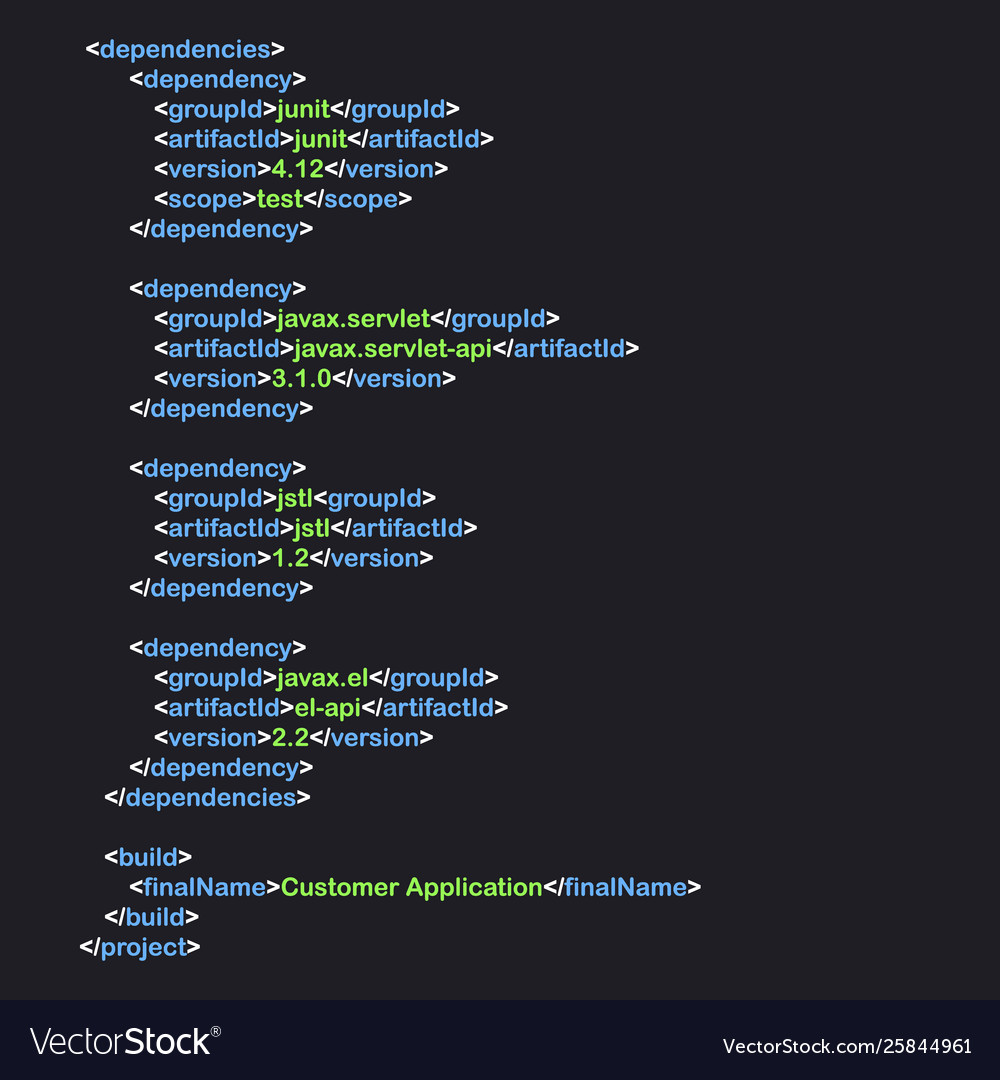 <dependencies>
<dependency>
<groupId>junit</groupId>
<artifactId>junit</artifactId>
<version>4.12</version>
<scope>test</scope>
</dependency>
<dependency>
<groupId>javax.servlet</groupId>
<artifactId>javax.servlet-api</artifactId>
<version>3.1.0</version>
</dependency>
<dependency>
<groupId>jstl<groupId>
<artifactId>jstl</artifactId>
<version>1.2</version>
</dependency>
<dependency>
<groupId>javax.el</groupId>
<artifactId>el-api</artifactId>
<version>2.2</version>
</dependency>
</dependencies>
<build>
<finalName>Customer Application</finalName>
</build>
</project>
VectorStock®
VectorStock.com/25844961